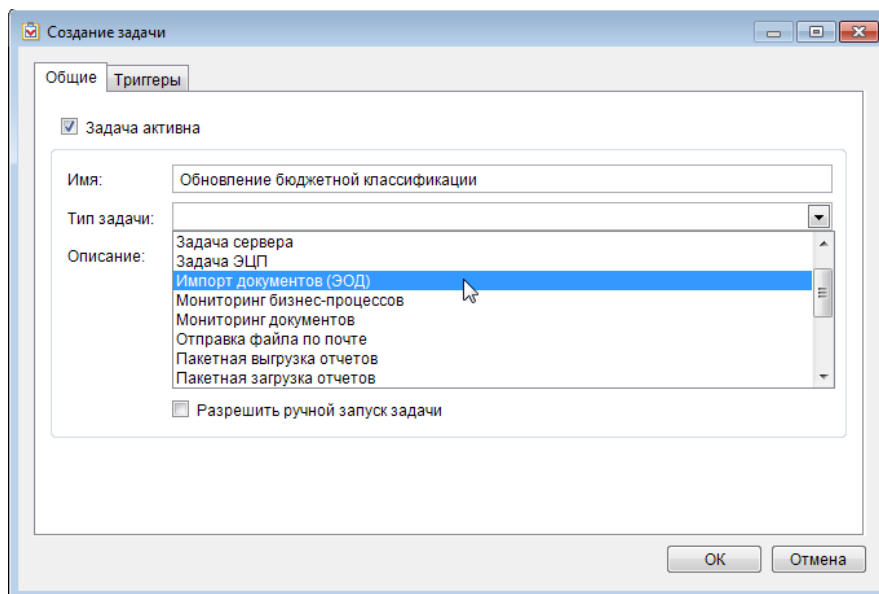 Создание задачи
Общие Триггеры
Задача активна
Имя: Обновление бюджетной классификации
Тип задачи:
Описание:
Задача сервера
Задача ЭЦП
Импорт документов (ЭОД)
Мониторинг бизнес-процессов
Мониторинг документов
Отправка файла по почте
Пакетная выгрузка отчетов
Пакетная загрузка отчетов
Разрешить ручной запуск задачи
ОК Отмена